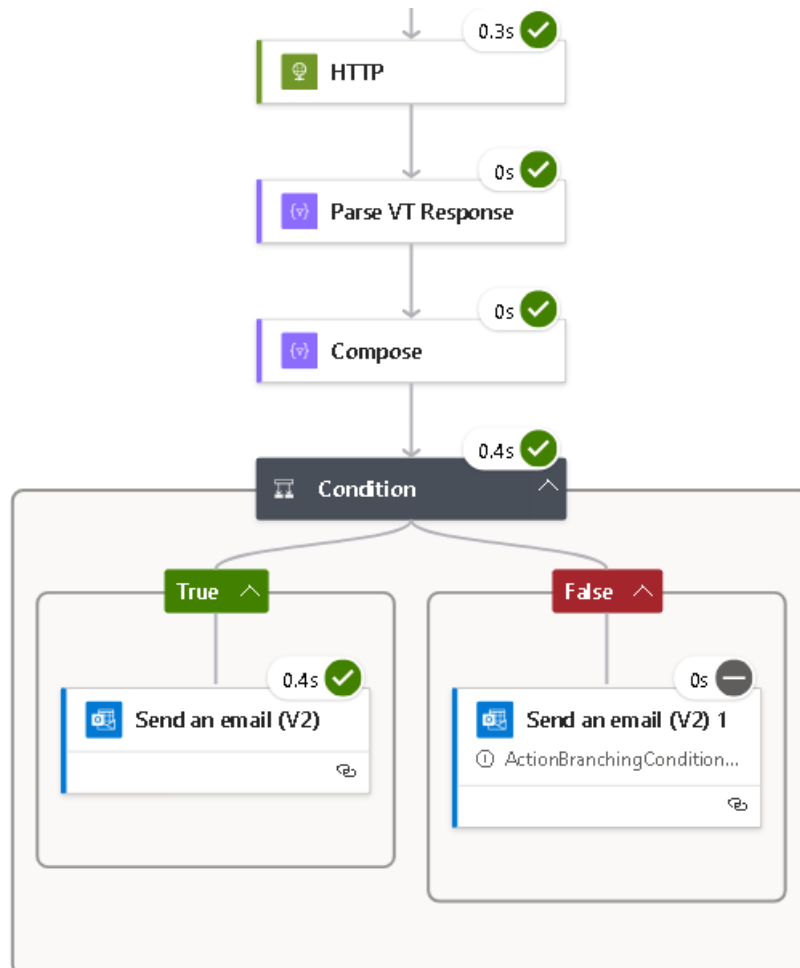 0.3s
HTTP
0s
Parse VT Response
0s
Compose
0.4s
Condition
True
False
0.4s
Send an email (V2)
0s
Send an email (V2) 1
ActionBranchingCondition...